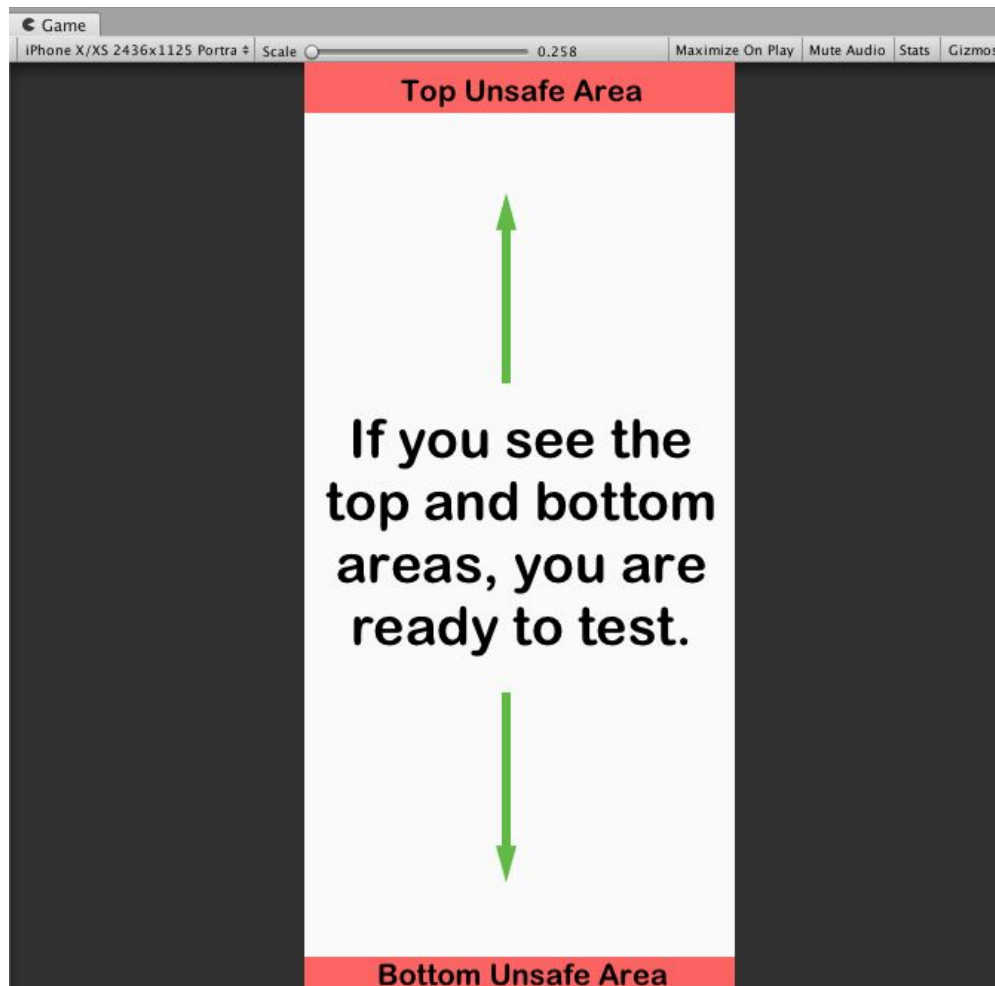 Game
iPhone X/XS 2436x1125 Portra Scale 0.258 Maximize On Play Mute Audio Stats Gizmos
Top Unsafe Area
If you see the
top and bottom
areas, you are
ready to test.
Bottom Unsafe Area